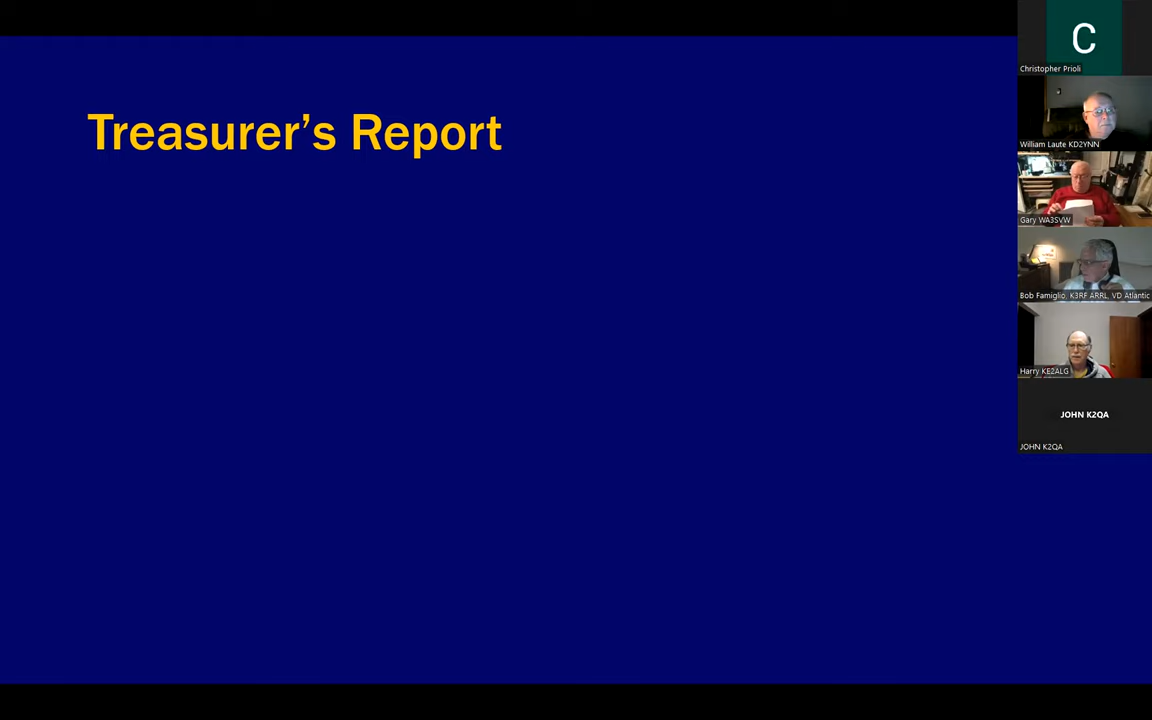 Treasurer’s Report
C
Christopher Prioli
William Laute KD2YNN
Gary WA3SVW
Bob Famiglio, K3RF ARRL, VD Atlantic
Harry KE2ALG
JOHN K2QA
JOHN K2QA